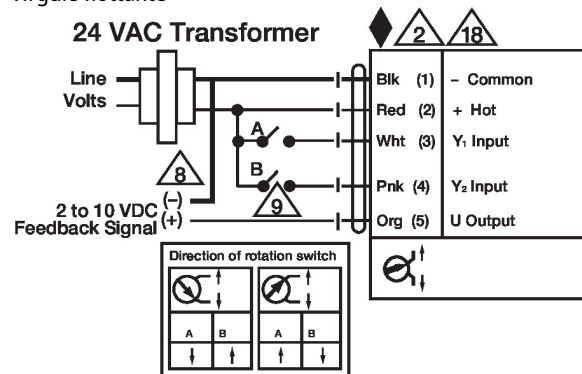 24 VAC Transformer
2 18
Line
Volts
Blk (1) – Common
Red (2) + Hot
A
Wht (3) Y₁ Input
B
Pnk (4) Y₂ Input
8
9
2 to 10 VDC (–)
Feedback Signal (+)
Org (5) U Output
Direction of rotation switch
A B
A B